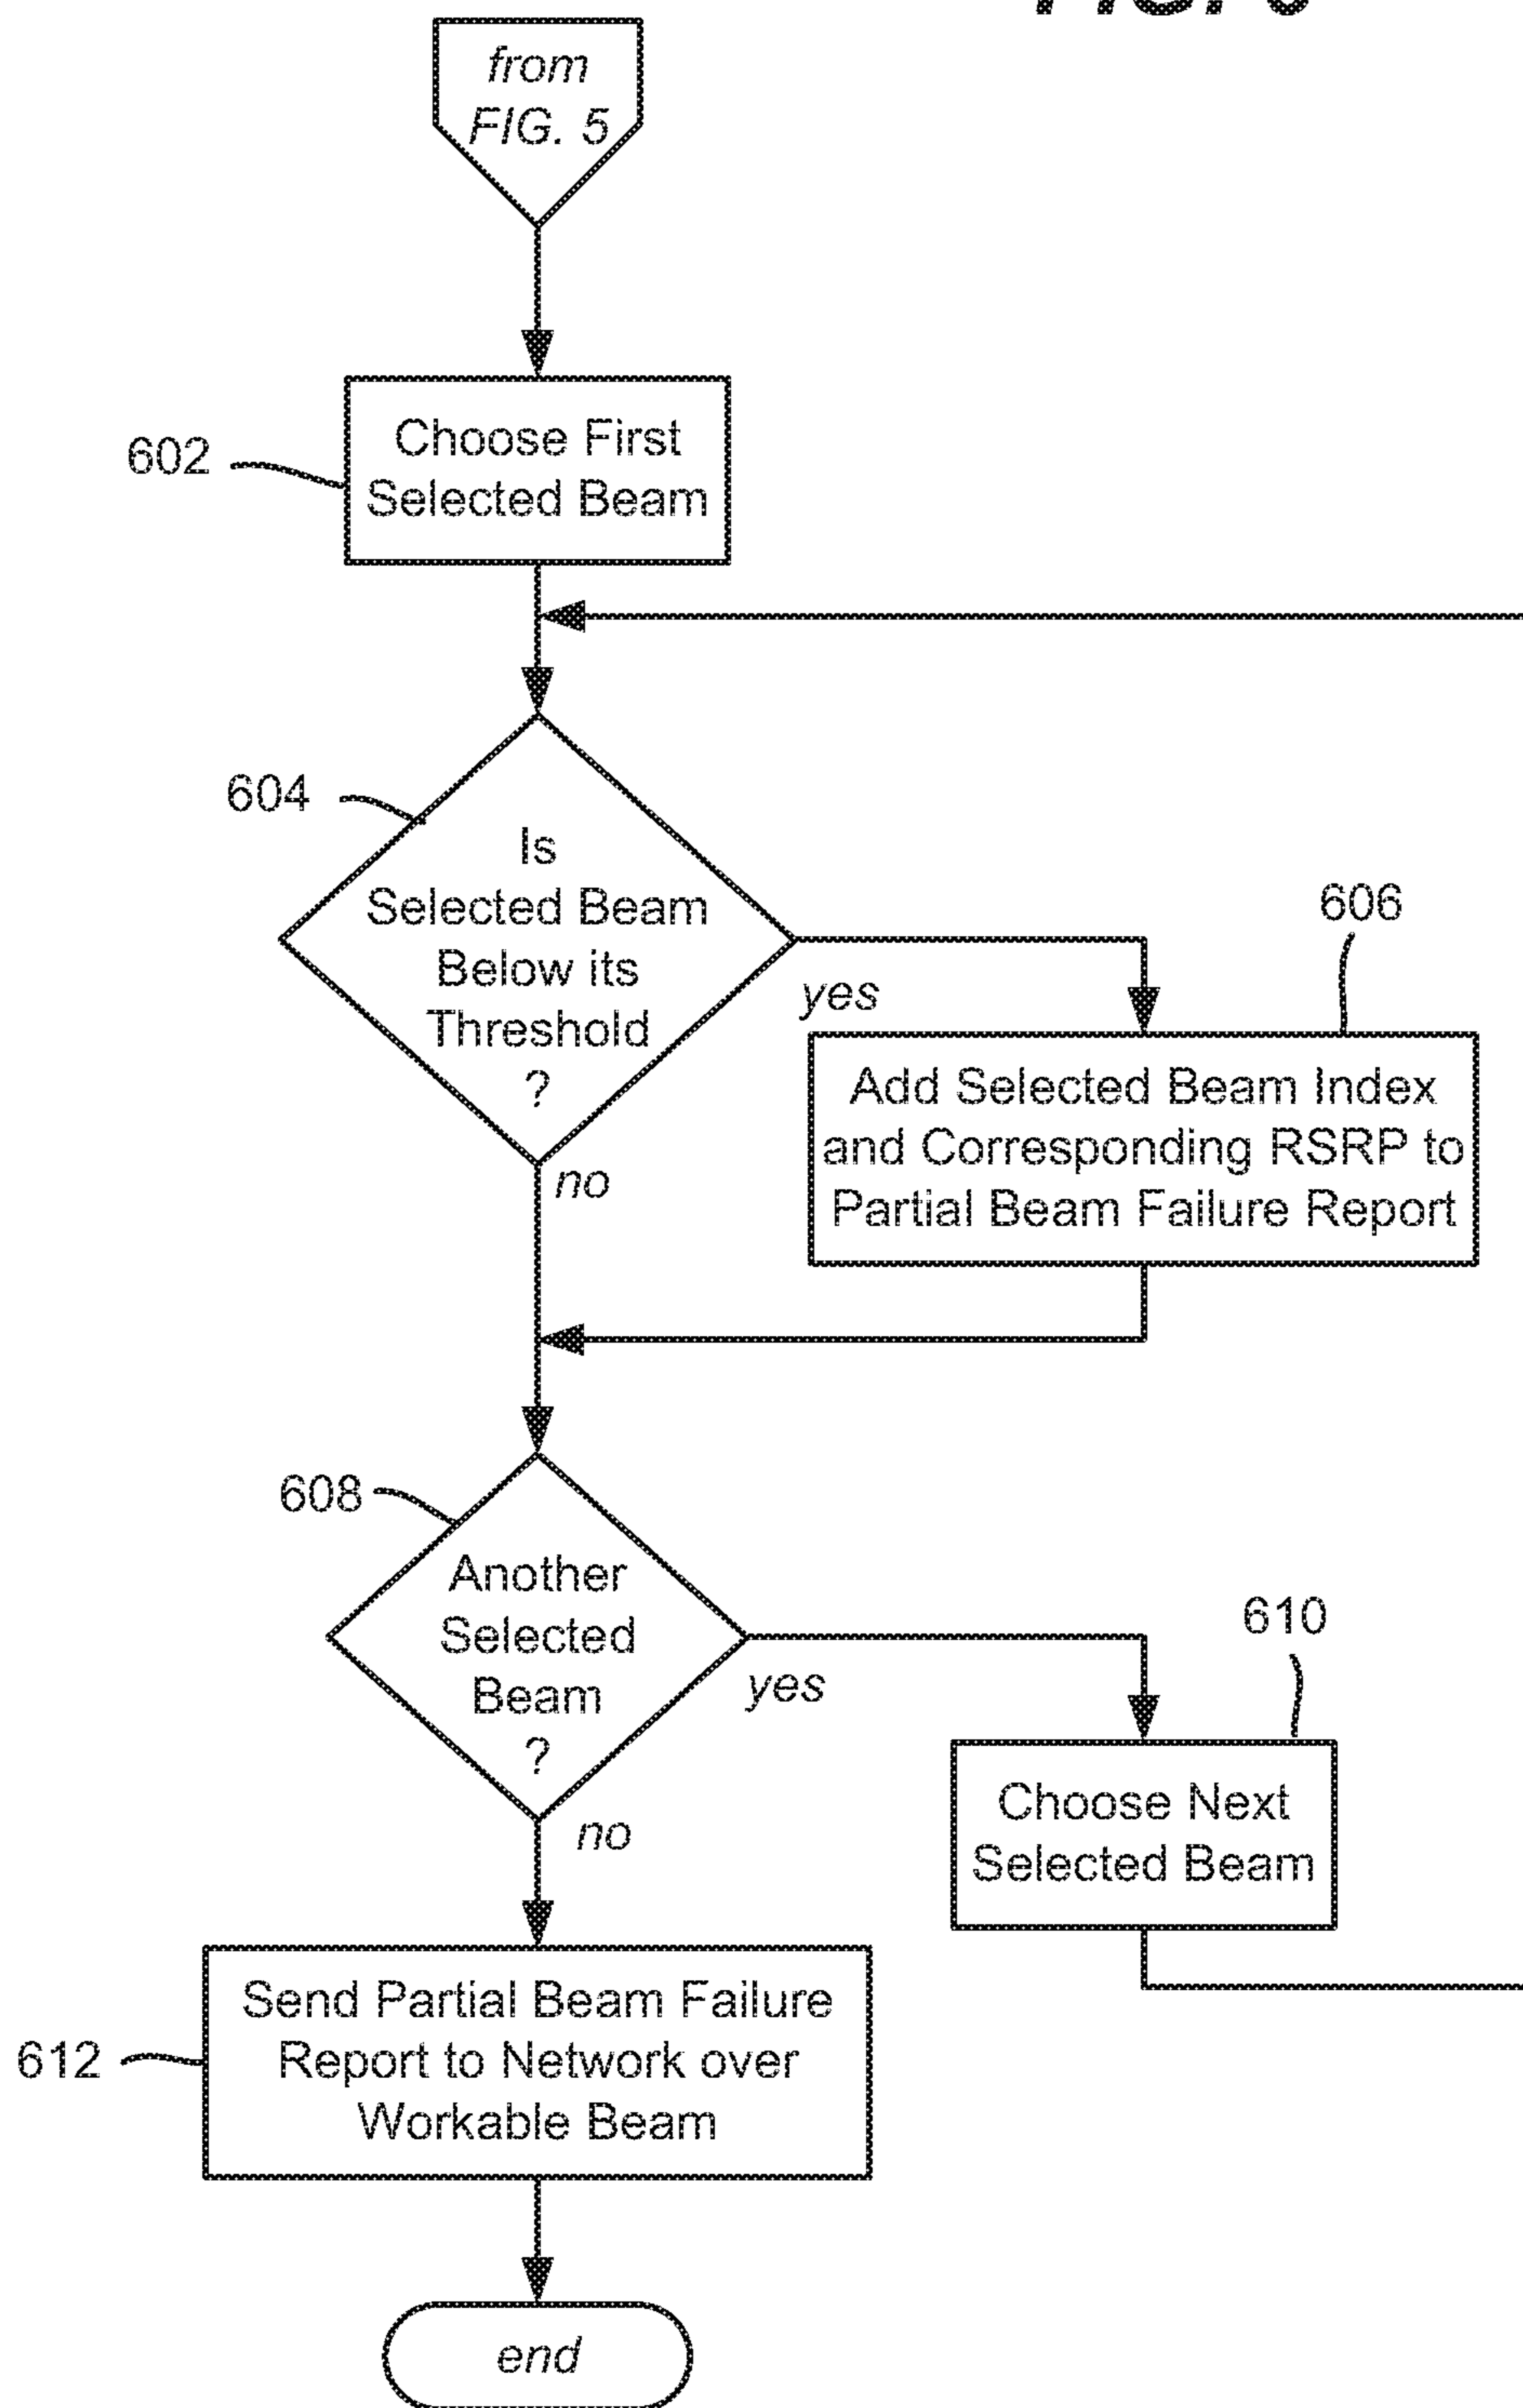 from
FIG. 5
602
Choose First
Selected Beam
604
Is
Selected Beam
Below its
Threshold
?
yes
606
Add Selected Beam Index
and Corresponding RSRP to
Partial Beam Failure Report
no
608
Another
Selected
Beam
?
yes
610
Choose Next
Selected Beam
no
612
Send Partial Beam Failure
Report to Network over
Workable Beam
end